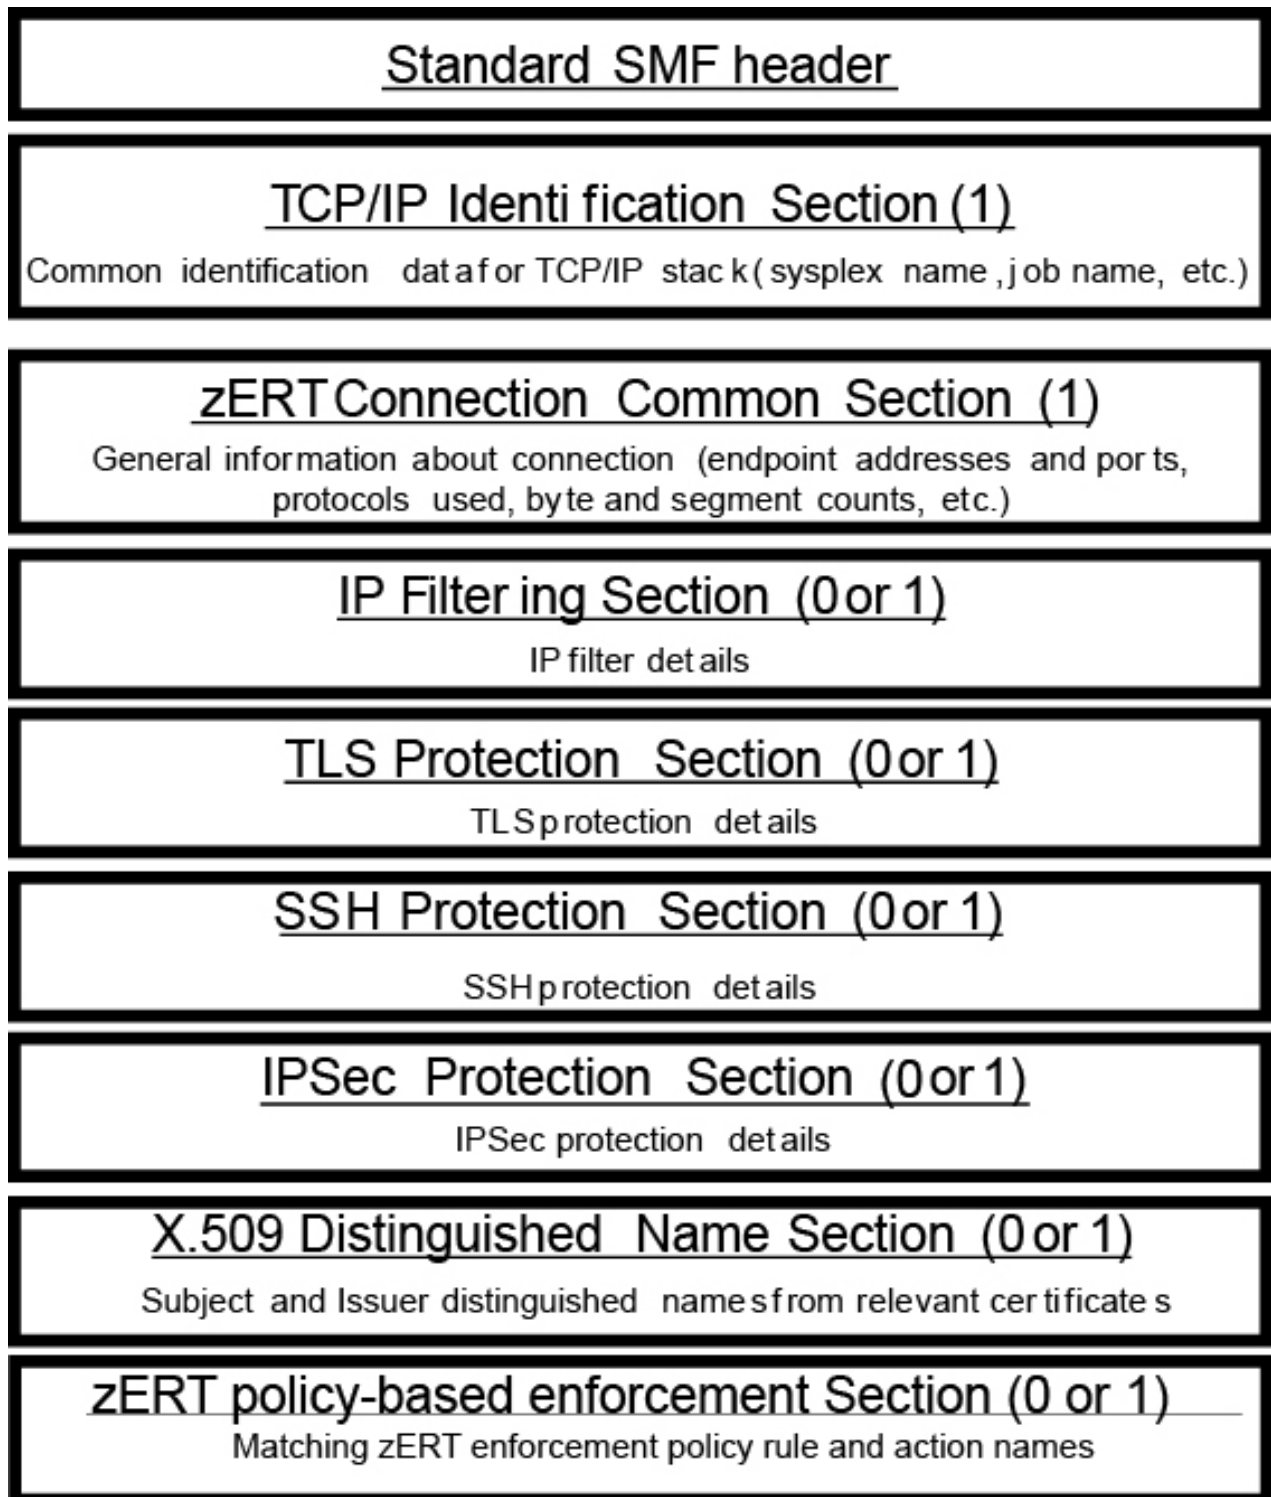 Standard SMF header
TCP/IP Identification Section (1)
Common identification data for TCP/IP stack (sysplex name, job name, etc.)
zERT Connection Common Section (1)
General information about connection (endpoint addresses and ports,
protocols used, byte and segment counts, etc.)
IP Filtering Section (0 or 1)
IP filter details
TLS Protection Section (0 or 1)
TLS protection details
SSH Protection Section (0 or 1)
SSH protection details
IPSec Protection Section (0 or 1)
IPSec protection details
X.509 Distinguished Name Section (0 or 1)
Subject and Issuer distinguished names from relevant certificates
zERT policy-based enforcement Section (0 or 1)
Matching zERT enforcement policy rule and action names